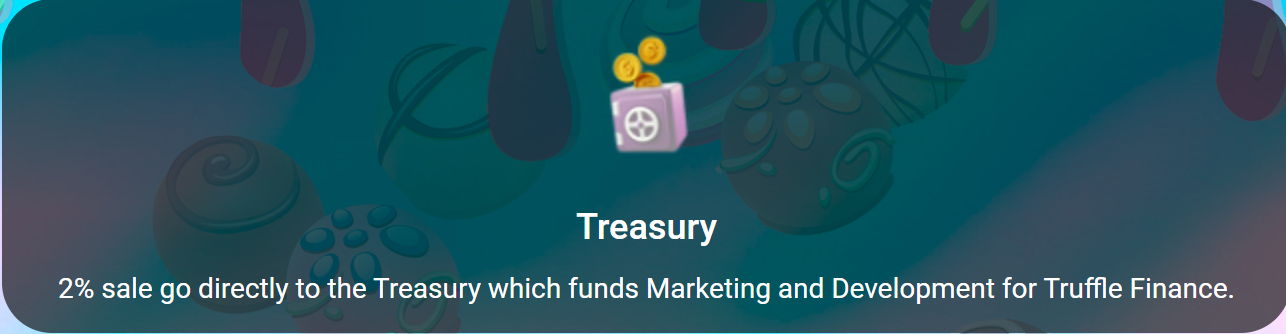 Treasury
2% sale go directly to the Treasury which funds Marketing and Development for Truffle Finance.